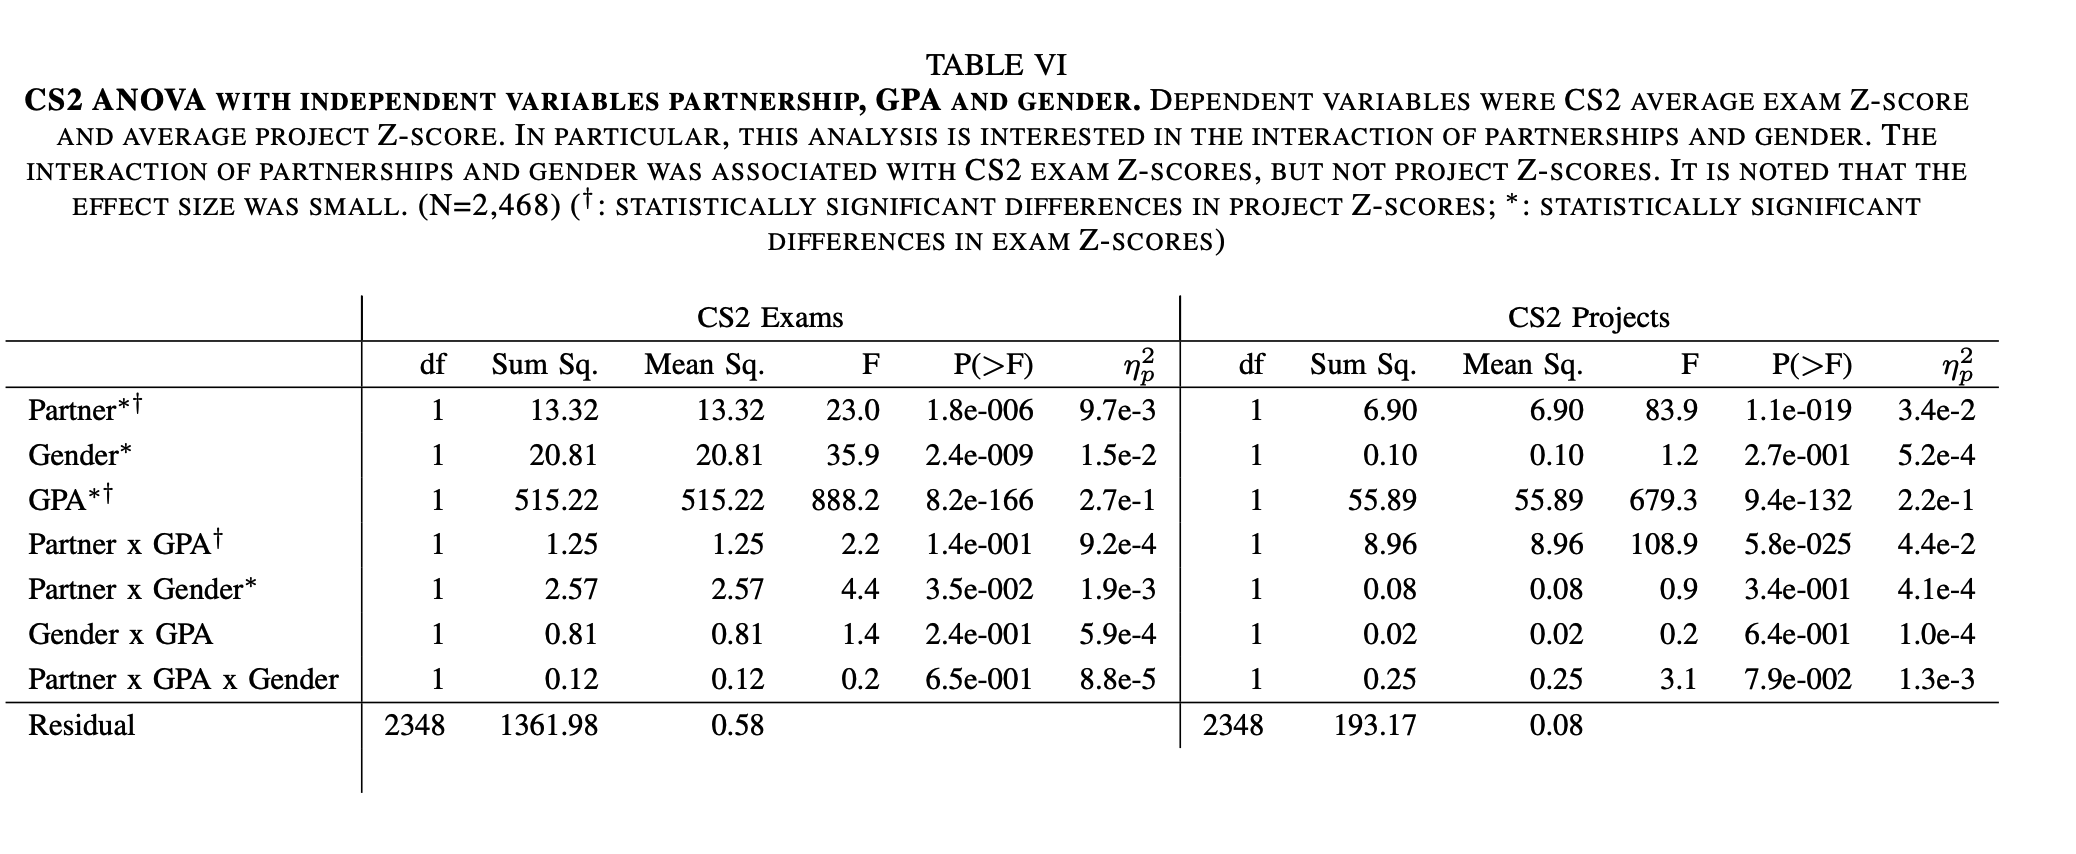 TABLE VI
CS2 ANOVA WITH INDEPENDENT VARIABLES PARTNERSHIP, GPA AND GENDER. DEPENDENT VARIABLES WERE CS2 AVERAGE EXAM Z-SCORE
AND AVERAGE PROJECT Z-SCORE. IN PARTICULAR, THIS ANALYSIS IS INTERESTED IN THE INTERACTION OF PARTNERSHIPS AND GENDER. THE
INTERACTION OF PARTNERSHIPS AND GENDER WAS ASSOCIATED WITH CS2 EXAM Z-SCORES, BUT NOT PROJECT Z-SCORES. IT IS NOTED THAT THE
EFFECT SIZE WAS SMALL. (N=2,468) (†: STATISTICALLY SIGNIFICANT DIFFERENCES IN PROJECT Z-SCORES; *: STATISTICALLY SIGNIFICANT
DIFFERENCES IN EXAM Z-SCORES)
CS2 Exams CS2 Projects
df Sum Sq. Mean Sq. F P(>F) η²p df Sum Sq. Mean Sq. F P(>F) η²p
Partner*† 1 13.32 13.32 23.0 1.8e-006 9.7e-3 1 6.90 6.90 83.9 1.1e-019 3.4e-2
Gender* 1 20.81 20.81 35.9 2.4e-009 1.5e-2 1 0.10 0.10 1.2 2.7e-001 5.2e-4
GPA*† 1 515.22 515.22 888.2 8.2e-166 2.7e-1 1 55.89 55.89 679.3 9.4e-132 2.2e-1
Partner x GPA† 1 1.25 1.25 2.2 1.4e-001 9.2e-4 1 8.96 8.96 108.9 5.8e-025 4.4e-2
Partner x Gender* 1 2.57 2.57 4.4 3.5e-002 1.9e-3 1 0.08 0.08 0.9 3.4e-001 4.1e-4
Gender x GPA 1 0.81 0.81 1.4 2.4e-001 5.9e-4 1 0.02 0.02 0.2 6.4e-001 1.0e-4
Partner x GPA x Gender 1 0.12 0.12 0.2 6.5e-001 8.8e-5 1 0.25 0.25 3.1 7.9e-002 1.3e-3
Residual 2348 1361.98 0.58 2348 193.17 0.08